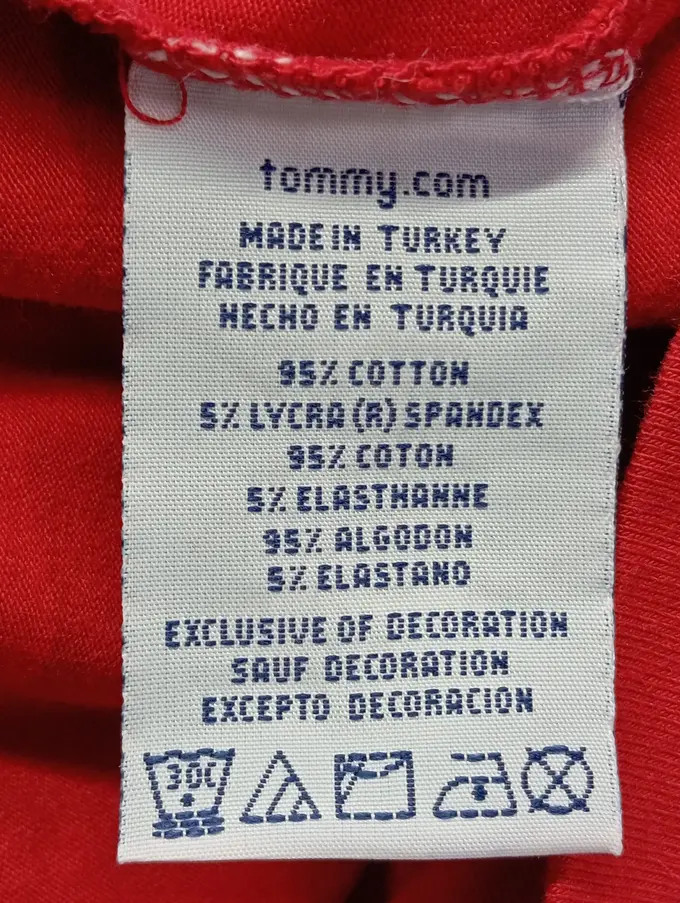 tommy.com
MADE IN TURKEY
FABRIQUE EN TURQUIE
HECHO EN TURQUIA
95% COTTON
5% LYCRA (R) SPANDEX
95% COTON
5% ELASTHANNE
95% ALGODON
5% ELASTANO
EXCLUSIVE OF DECORATION
SAUF DECORATION
EXCEPTO DECORACION
30C